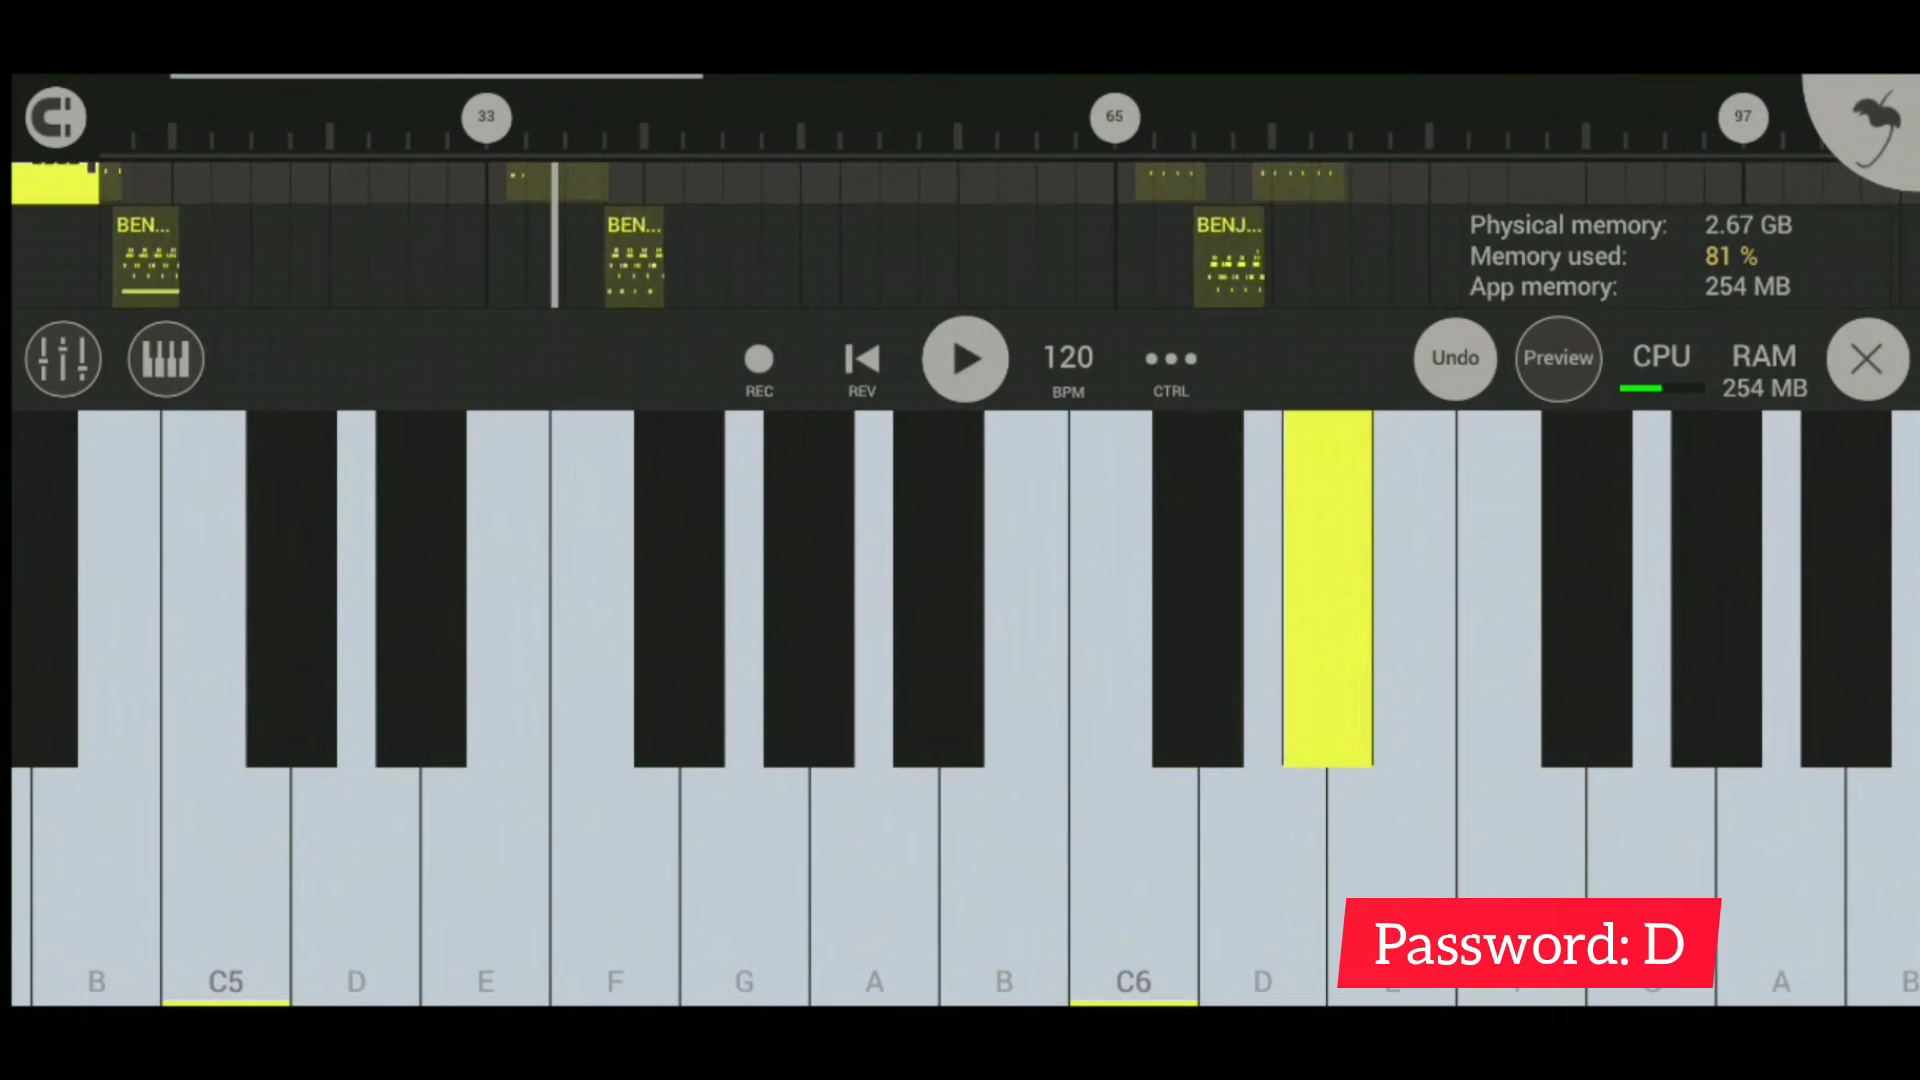 33
65
97
BEN...
BEN...
BENJ...
Physical memory: 2.67 GB
Memory used: 81 %
App memory: 254 MB
REC
REV
120
BPM
CTRL
Undo
Preview
CPU
RAM
254 MB
Password: D
B C5 D E F G A B C6 D A B